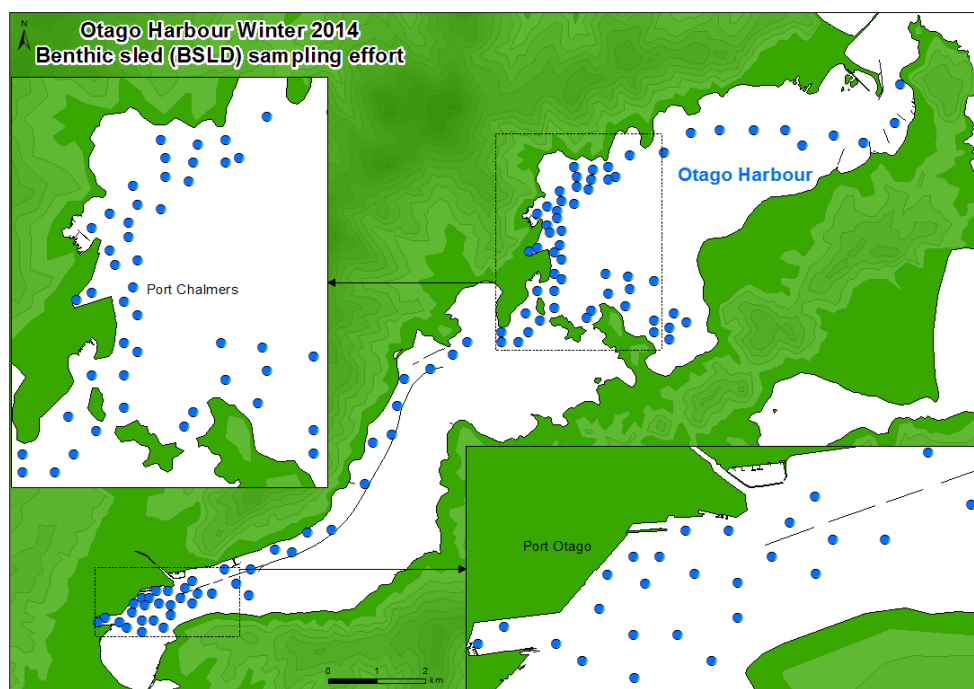 Otago Harbour Winter 2014
Benthic sled (BSLD) sampling effort
N
Otago Harbour
Port Chalmers
Port Otago
0 1 2
km